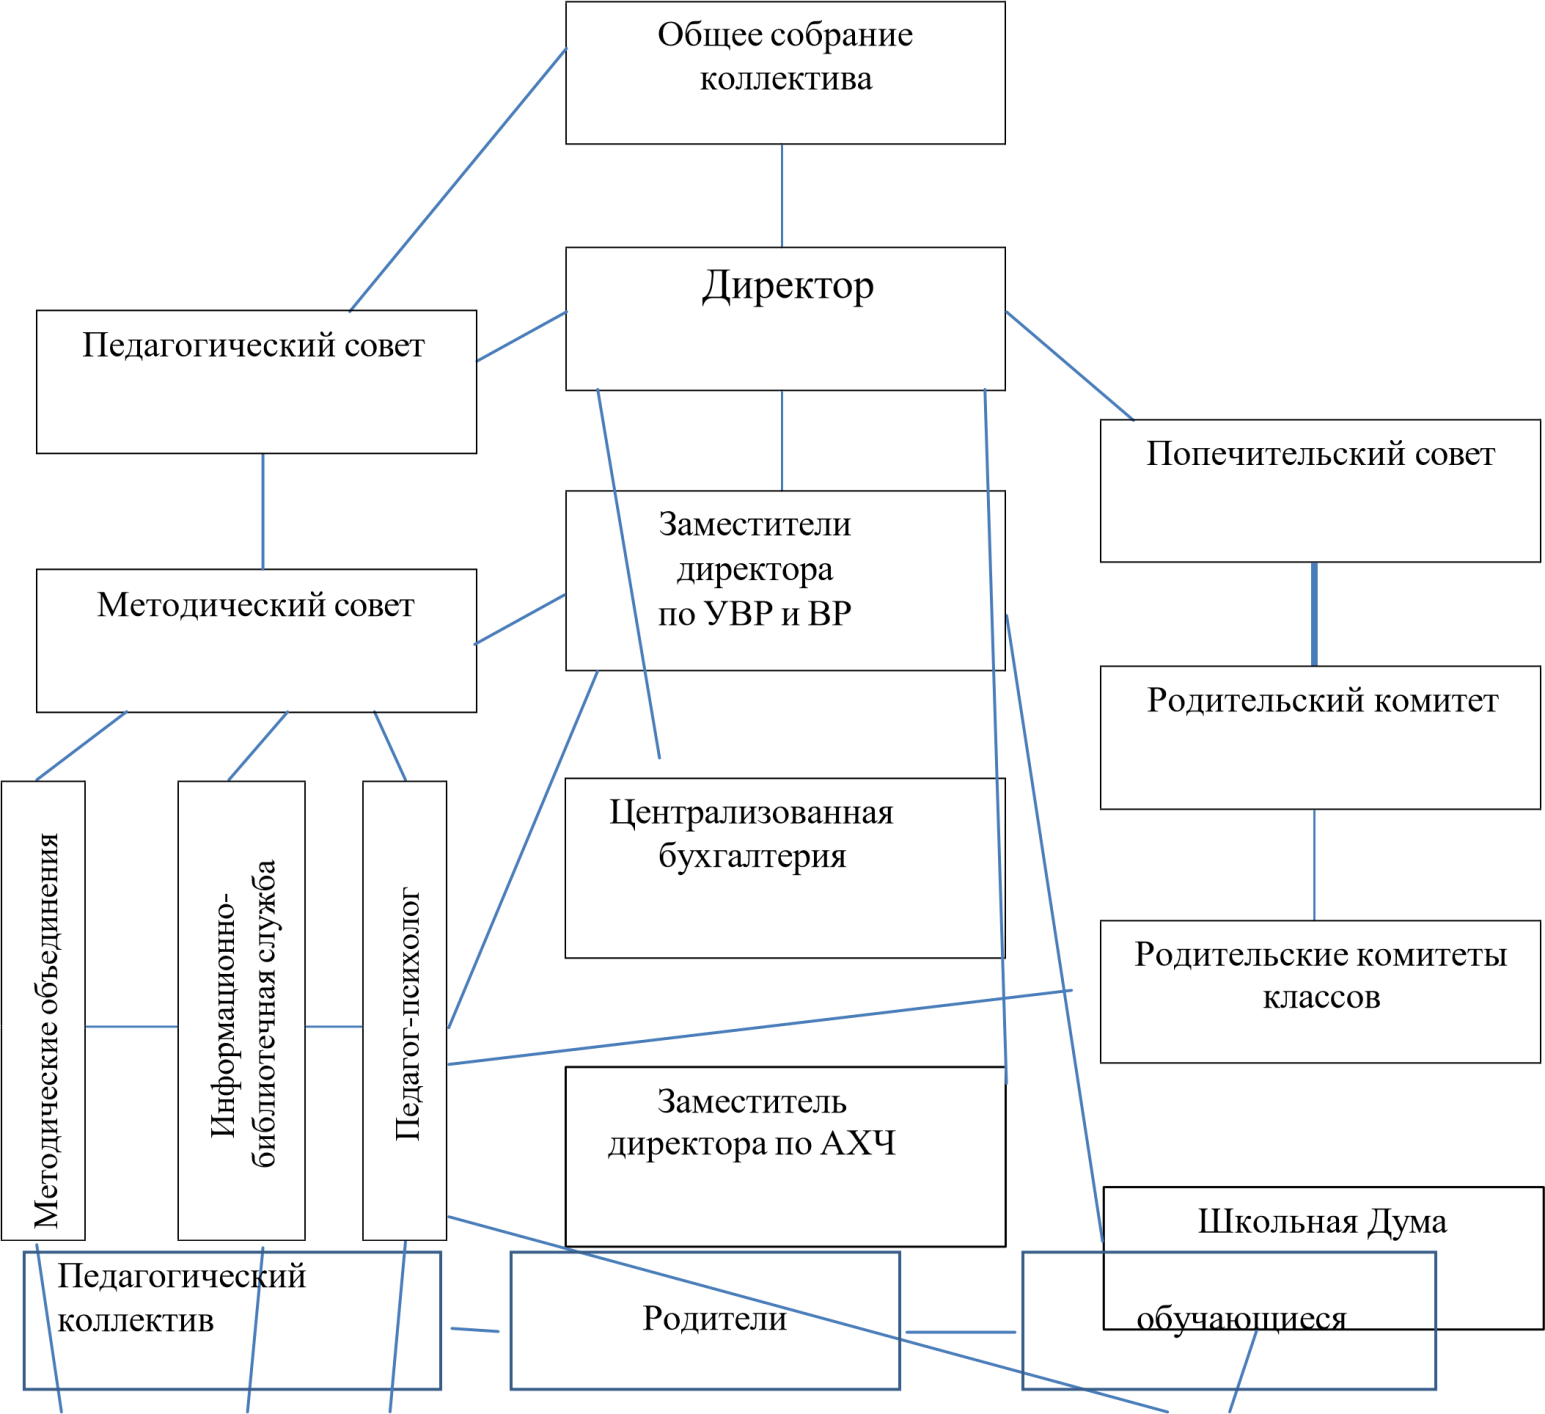 Общее собрание
коллектива
Директор
Педагогический совет
Попечительский совет
Заместители
директора
по УВР и ВР
Методический совет
Родительский комитет
Централизованная
бухгалтерия
Методические объединения
Информационно-
библиотечная служба
Педагог-психолог
Родительские комитеты
классов
Заместитель
директора по АХЧ
Школьная Дума
Педагогический
коллектив
Родители
обучающиеся